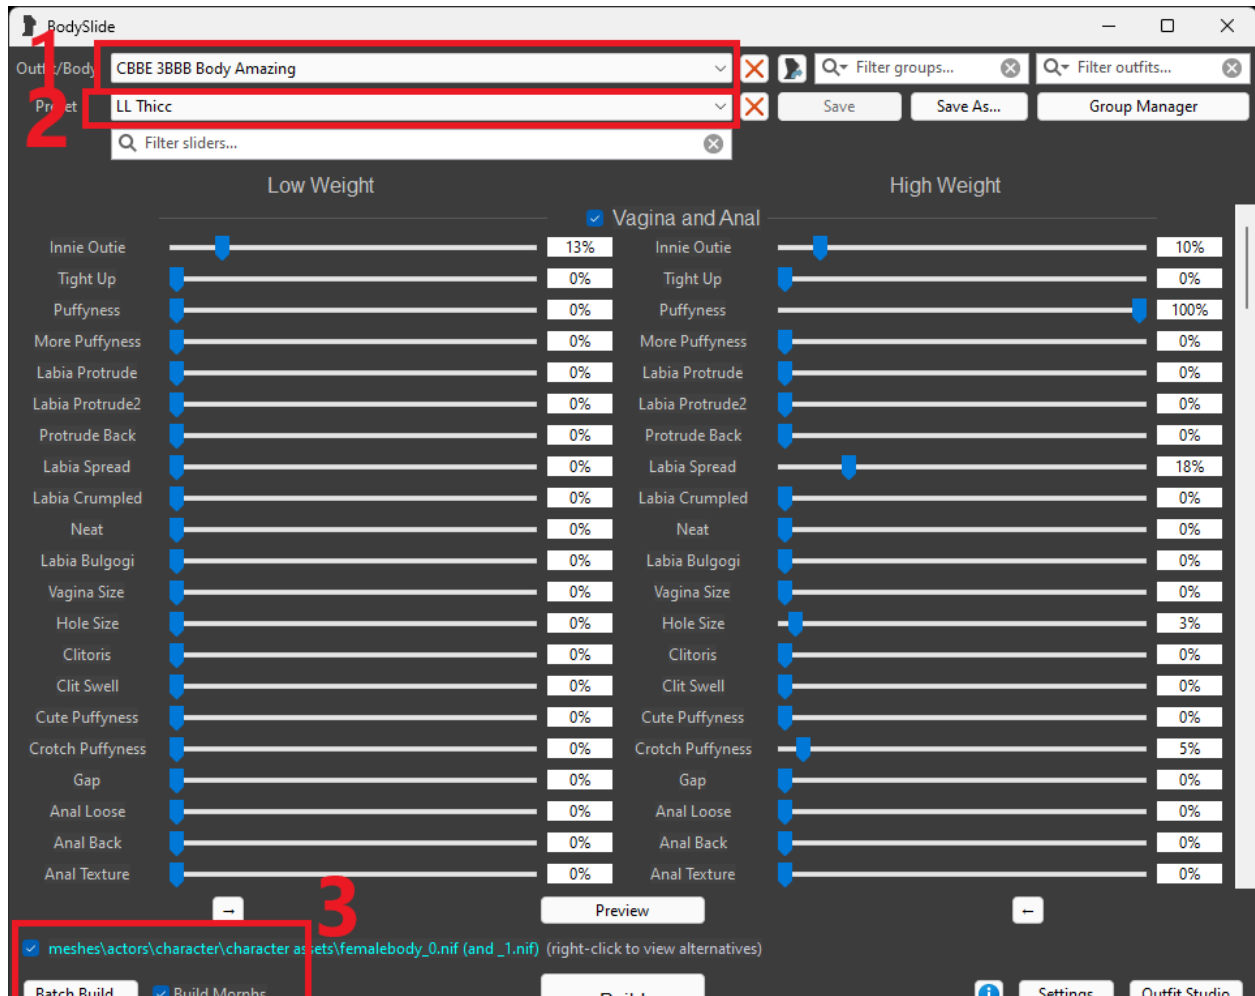 BodySlide
1
Outfit/Body CBBE 3BBB Body Amazing Filter groups... Filter outfits...
2
Preset LL Thicc Save Save As... Group Manager
Filter sliders...
Low Weight High Weight
Vagina and Anal
Innie Outie 13% Innie Outie 10%
Tight Up 0% Tight Up 0%
Puffyness 0% Puffyness 100%
More Puffyness 0% More Puffyness 0%
Labia Protrude 0% Labia Protrude 0%
Labia Protrude2 0% Labia Protrude2 0%
Protrude Back 0% Protrude Back 0%
Labia Spread 0% Labia Spread 18%
Labia Crumpled 0% Labia Crumpled 0%
Neat 0% Neat 0%
Labia Bulgogi 0% Labia Bulgogi 0%
Vagina Size 0% Vagina Size 0%
Hole Size 0% Hole Size 3%
Clitoris 0% Clitoris 0%
Clit Swell 0% Clit Swell 0%
Cute Puffyness 0% Cute Puffyness 0%
Crotch Puffyness 0% Crotch Puffyness 5%
Gap 0% Gap 0%
Anal Loose 0% Anal Loose 0%
Anal Back 0% Anal Back 0%
Anal Texture 0% Anal Texture 0%
→ Preview ←
3
meshes\actors\character\character assets\femalebody_0.nif (and _1.nif) (right-click to view alternatives)
Batch Build... Build Morphs Build Settings Outfit Studio